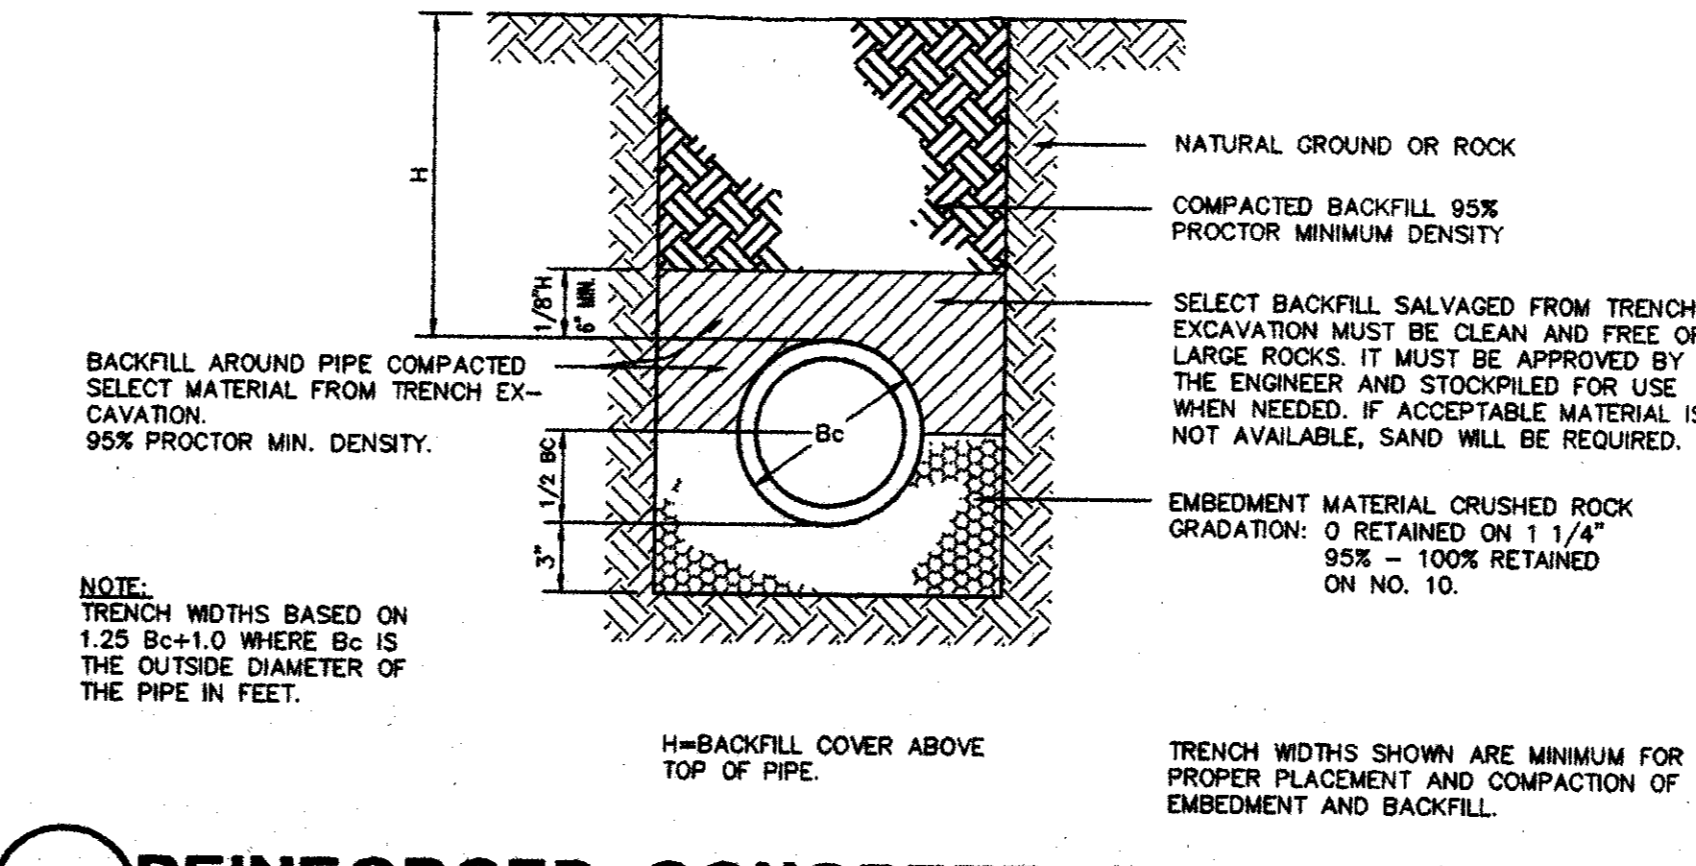 H
1/8"H
6" MIN.
NATURAL GROUND OR ROCK
COMPACTED BACKFILL 95%
PROCTOR MINIMUM DENSITY
SELECT BACKFILL SALVAGED FROM TRENCH
EXCAVATION MUST BE CLEAN AND FREE OF
LARGE ROCKS. IT MUST BE APPROVED BY
THE ENGINEER AND STOCKPILED FOR USE
WHEN NEEDED. IF ACCEPTABLE MATERIAL IS
NOT AVAILABLE, SAND WILL BE REQUIRED.
BACKFILL AROUND PIPE COMPACTED
SELECT MATERIAL FROM TRENCH EX-
CAVATION.
95% PROCTOR MIN. DENSITY.
Bc
1/2 BC
3"
EMBEDMENT MATERIAL CRUSHED ROCK
GRADATION: 0 RETAINED ON 1 1/4"
95% - 100% RETAINED
ON NO. 10.
NOTE:
TRENCH WIDTHS BASED ON
1.25 Bc+1.0 WHERE Bc IS
THE OUTSIDE DIAMETER OF
THE PIPE IN FEET.
H=BACKFILL COVER ABOVE
TOP OF PIPE.
TRENCH WIDTHS SHOWN ARE MINIMUM FOR
PROPER PLACEMENT AND COMPACTION OF
EMBEDMENT AND BACKFILL.
REINFORCED